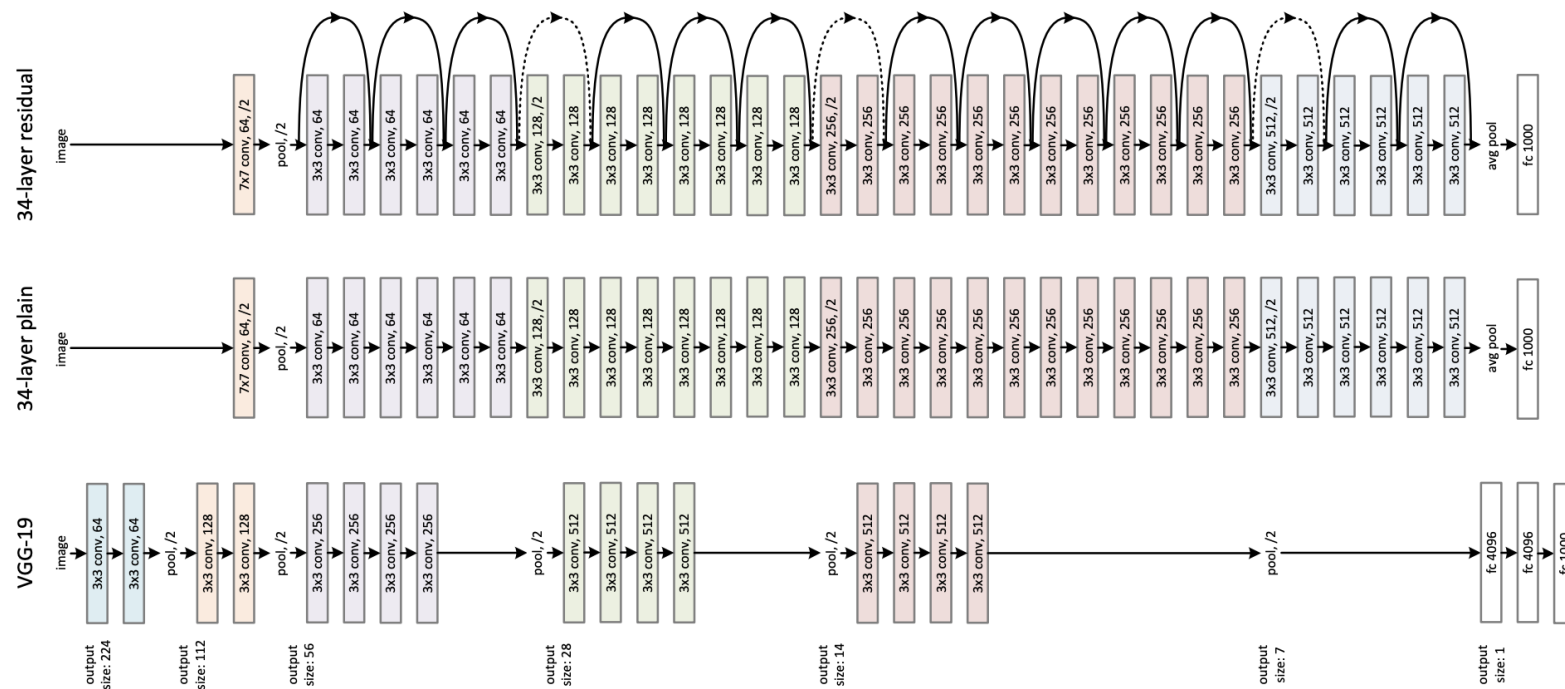 34-layer residual
image
7x7 conv, 64, /2
pool, /2
3x3 conv, 64
3x3 conv, 64
3x3 conv, 64
3x3 conv, 64
3x3 conv, 64
3x3 conv, 64
3x3 conv, 128, /2
3x3 conv, 128
3x3 conv, 128
3x3 conv, 128
3x3 conv, 128
3x3 conv, 128
3x3 conv, 128
3x3 conv, 128
3x3 conv, 256, /2
3x3 conv, 256
3x3 conv, 256
3x3 conv, 256
3x3 conv, 256
3x3 conv, 256
3x3 conv, 256
3x3 conv, 256
3x3 conv, 256
3x3 conv, 256
3x3 conv, 256
3x3 conv, 256
3x3 conv, 512, /2
3x3 conv, 512
3x3 conv, 512
3x3 conv, 512
3x3 conv, 512
3x3 conv, 512
avg pool
fc 1000
34-layer plain
image
7x7 conv, 64, /2
pool, /2
3x3 conv, 64
3x3 conv, 64
3x3 conv, 64
3x3 conv, 64
3x3 conv, 64
3x3 conv, 64
3x3 conv, 128, /2
3x3 conv, 128
3x3 conv, 128
3x3 conv, 128
3x3 conv, 128
3x3 conv, 128
3x3 conv, 128
3x3 conv, 128
3x3 conv, 256, /2
3x3 conv, 256
3x3 conv, 256
3x3 conv, 256
3x3 conv, 256
3x3 conv, 256
3x3 conv, 256
3x3 conv, 256
3x3 conv, 256
3x3 conv, 256
3x3 conv, 256
3x3 conv, 256
3x3 conv, 512, /2
3x3 conv, 512
3x3 conv, 512
3x3 conv, 512
3x3 conv, 512
3x3 conv, 512
avg pool
fc 1000
VGG-19
image
3x3 conv, 64
3x3 conv, 64
pool, /2
3x3 conv, 128
3x3 conv, 128
pool, /2
3x3 conv, 256
3x3 conv, 256
3x3 conv, 256
3x3 conv, 256
pool, /2
3x3 conv, 512
3x3 conv, 512
3x3 conv, 512
3x3 conv, 512
pool, /2
3x3 conv, 512
3x3 conv, 512
3x3 conv, 512
3x3 conv, 512
pool, /2
fc 4096
fc 4096
fc 1000
output
size: 224
output
size: 112
output
size: 56
output
size: 28
output
size: 14
output
size: 7
output
size: 1